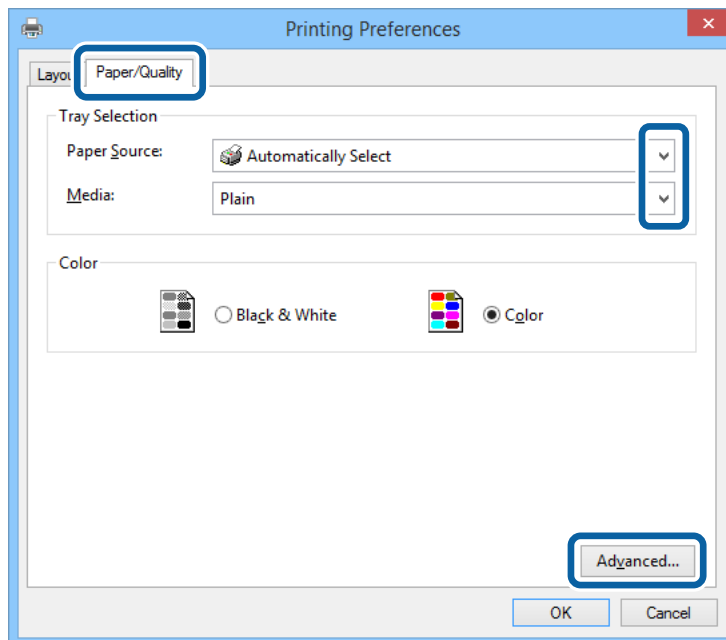 Printing Preferences
Layou
Paper/Quality
Tray Selection
Paper Source:
Automatically Select
Media:
Plain
Color
Black & White
Color
Advanced...
OK
Cancel